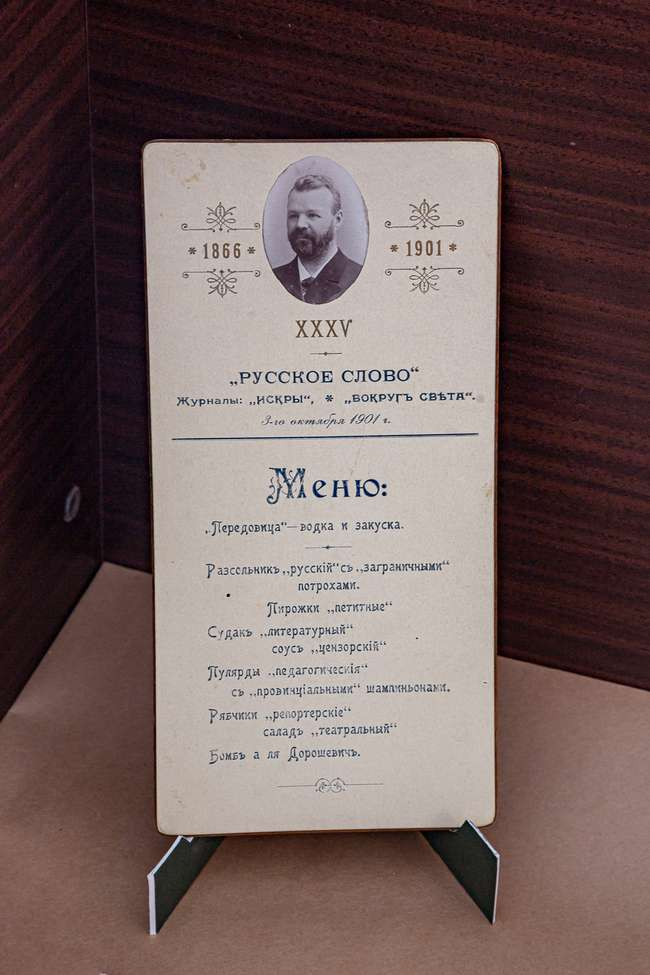 * 1866 * * 1901 *
XXXV
„РУССКОЕ СЛОВО“
Журналы: „ИСКРЫ“, * „ВОКРУГЪ СВѢТА“.
3-го октября 1901 г.
Меню:
„Передовица“—водка и закуска.
Разсольникъ „русскій“ съ „заграничными“
потрохами.
Пирожки „петитные“
Судакъ „литературный“
соусъ „цензорскій“
Пулярды „педагогическія“
съ „провинціальными“ шампиньонами.
Рябчики „репортерскіе“
саладъ „театральный“
Бомбъ а ля Дорошевичъ.